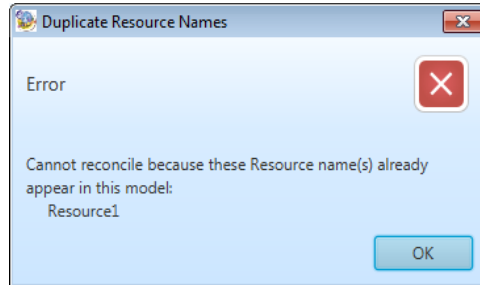 Duplicate Resource Names
Error
Cannot reconcile because these Resource name(s) already
appear in this model:
Resource1
OK